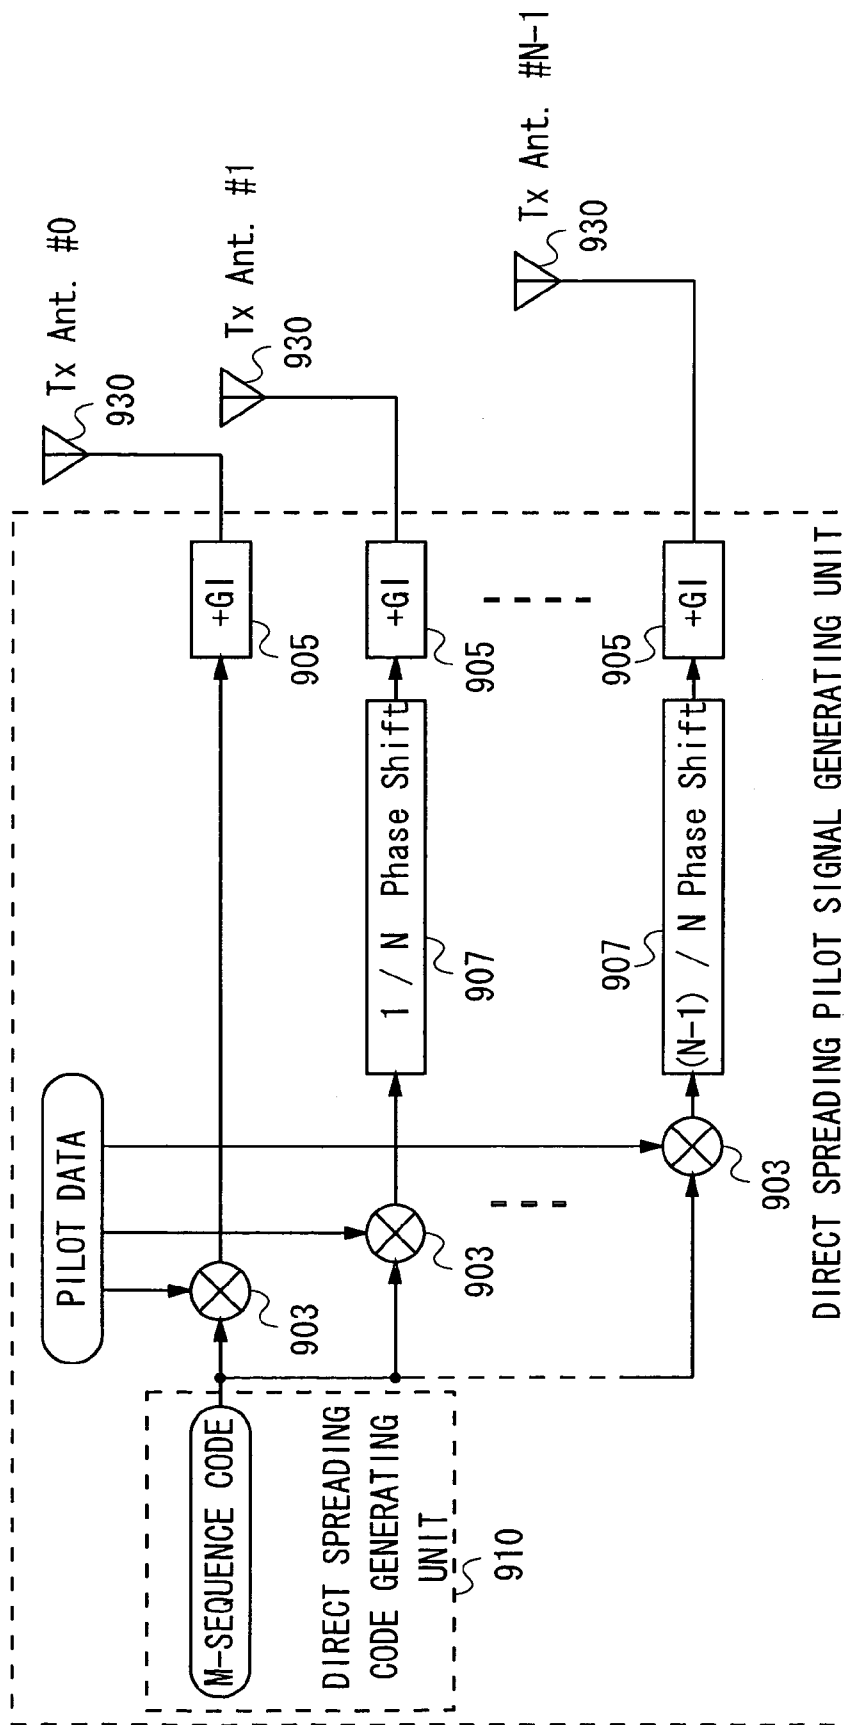 PILOT DATA
M-SEQUENCE CODE
DIRECT SPREADING
CODE GENERATING
UNIT
910
903
903
903
1 / N Phase Shift
907
(N-1) / N Phase Shift
907
+GI
905
+GI
905
+GI
905
Tx Ant. #0
930
Tx Ant. #1
930
Tx Ant. #N-1
930
DIRECT SPREADING PILOT SIGNAL GENERATING UNIT